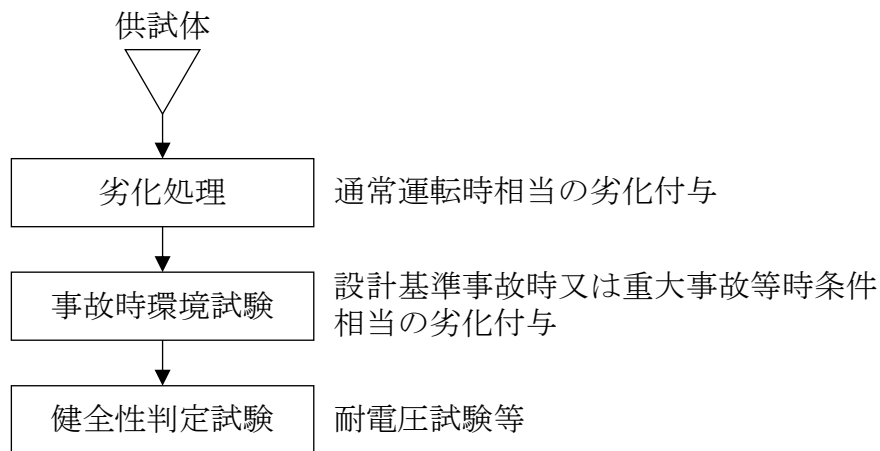 供試体
劣化処理
通常運転時相当の劣化付与
事故時環境試験
設計基準事故時又は重大事故等時条件
相当の劣化付与
健全性判定試験
耐電圧試験等